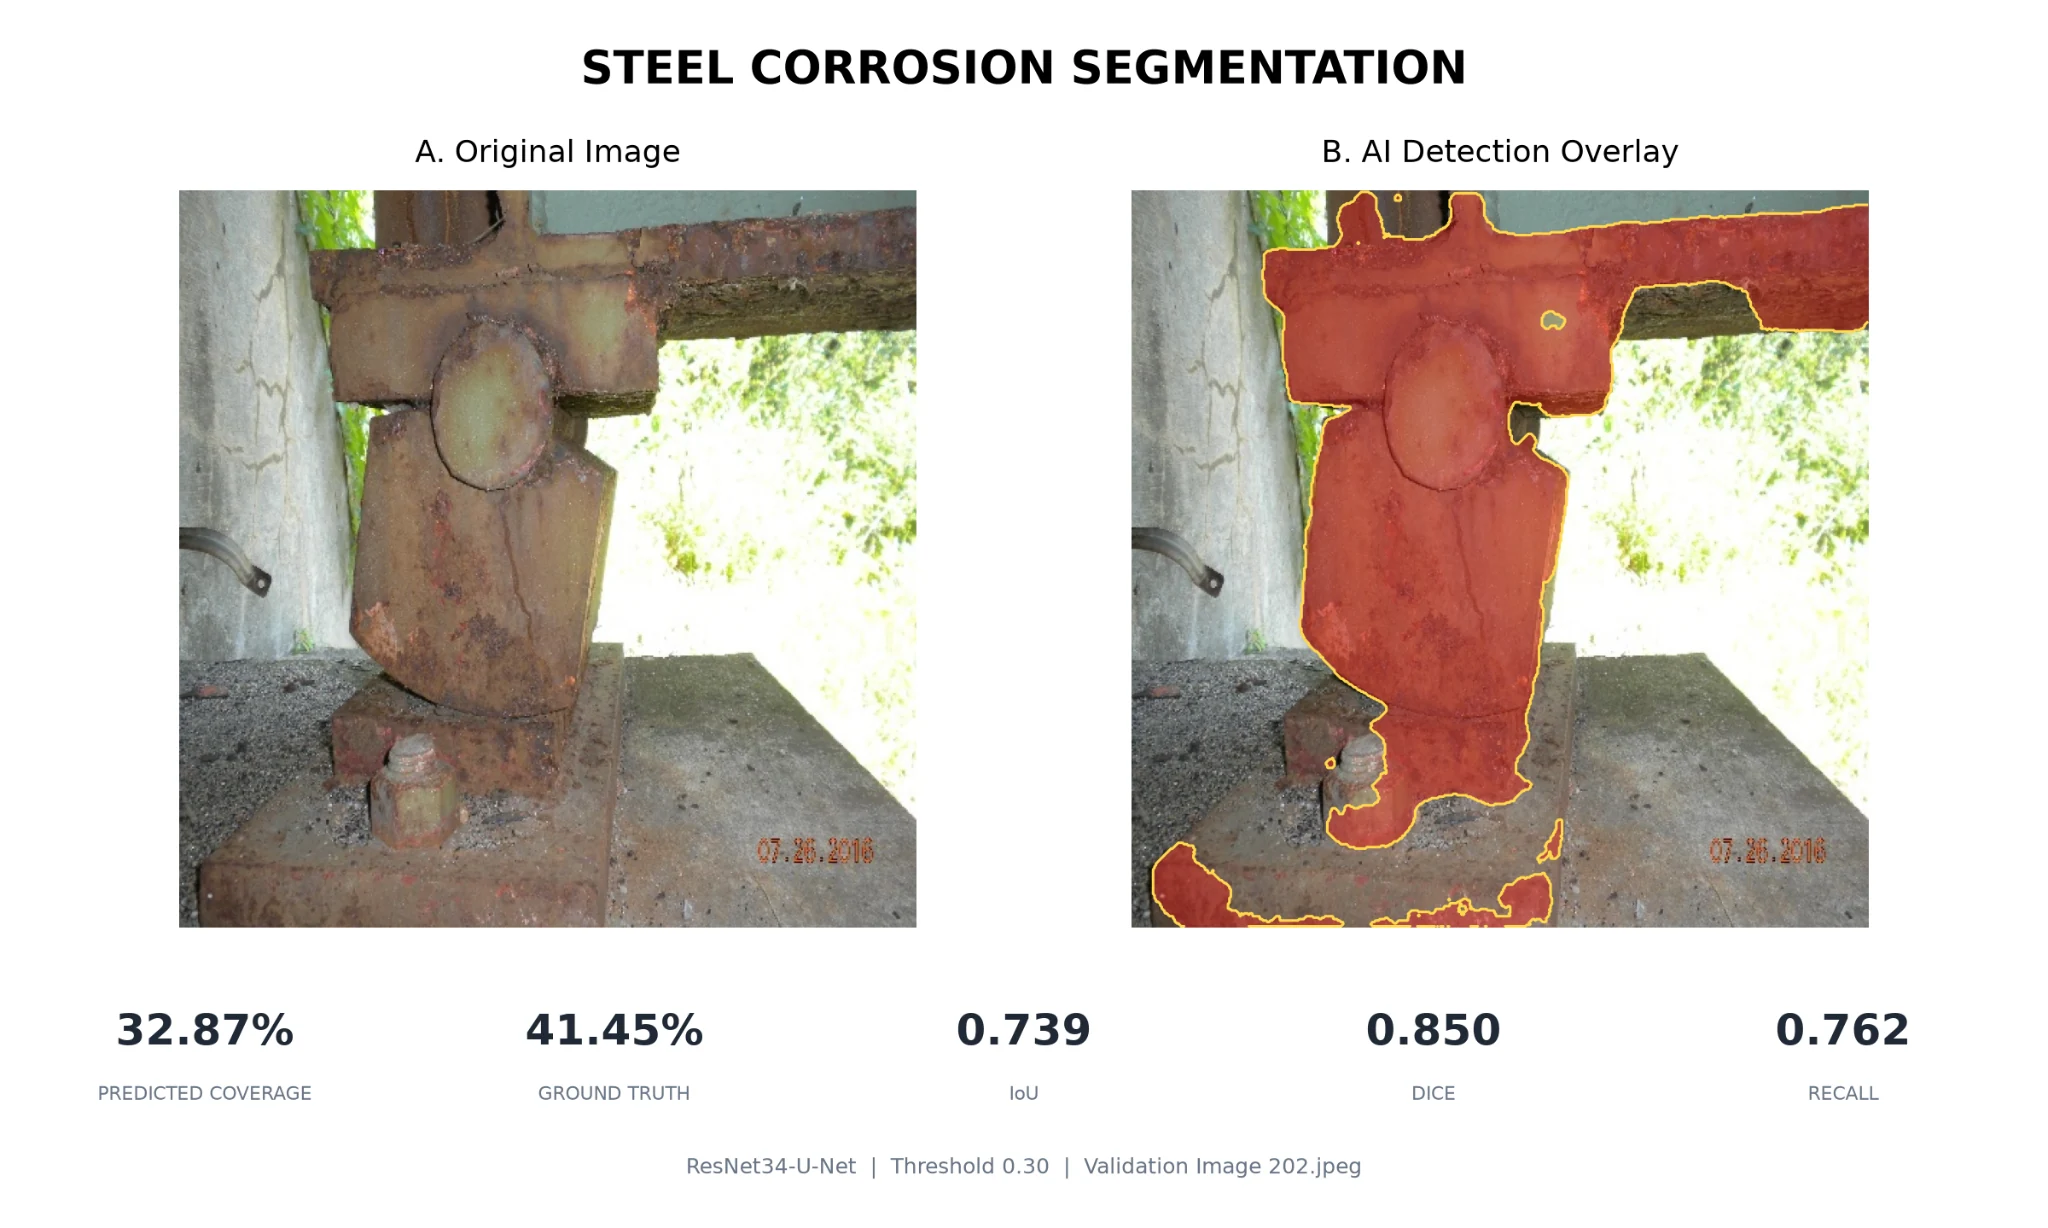 STEEL CORROSION SEGMENTATION
A. Original Image
B. AI Detection Overlay
07.26.2016
07.26.2016
32.87%
41.45%
0.739
0.850
0.762
PREDICTED COVERAGE
GROUND TRUTH
IoU
DICE
RECALL
ResNet34-U-Net | Threshold 0.30 | Validation Image 202.jpeg